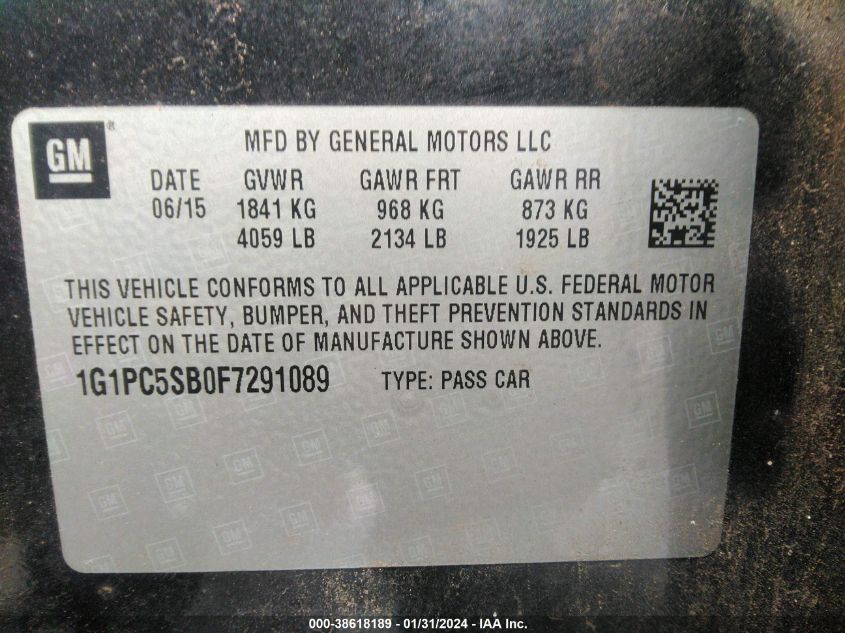 GM ®
MFD BY GENERAL MOTORS LLC
DATE GVWR GAWR FRT GAWR RR
06/15 1841 KG 968 KG 873 KG
4059 LB 2134 LB 1925 LB
THIS VEHICLE CONFORMS TO ALL APPLICABLE U.S. FEDERAL MOTOR
VEHICLE SAFETY, BUMPER, AND THEFT PREVENTION STANDARDS IN
EFFECT ON THE DATE OF MANUFACTURE SHOWN ABOVE.
1G1PC5SB0F7291089 TYPE: PASS CAR
000-38618189 - 01/31/2024 - IAA Inc.